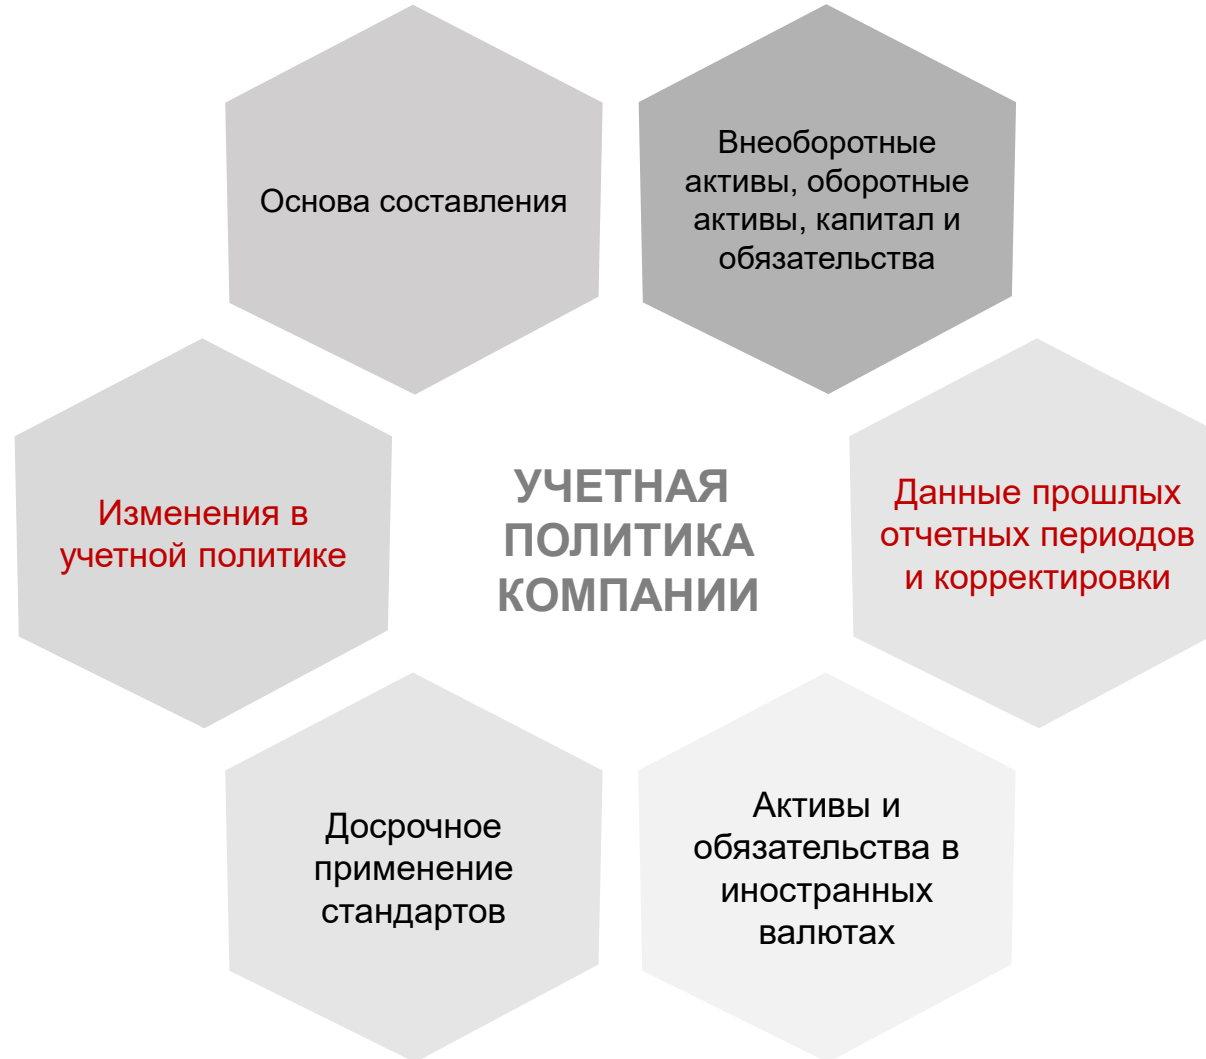 Основа составления
Внеоборотные
активы, оборотные
активы, капитал и
обязательства
Изменения в
учетной политике
УЧЕТНАЯ
ПОЛИТИКА
КОМПАНИИ
Данные прошлых
отчетных периодов
и корректировки
Досрочное
применение
стандартов
Активы и
обязательства в
иностранных
валютах